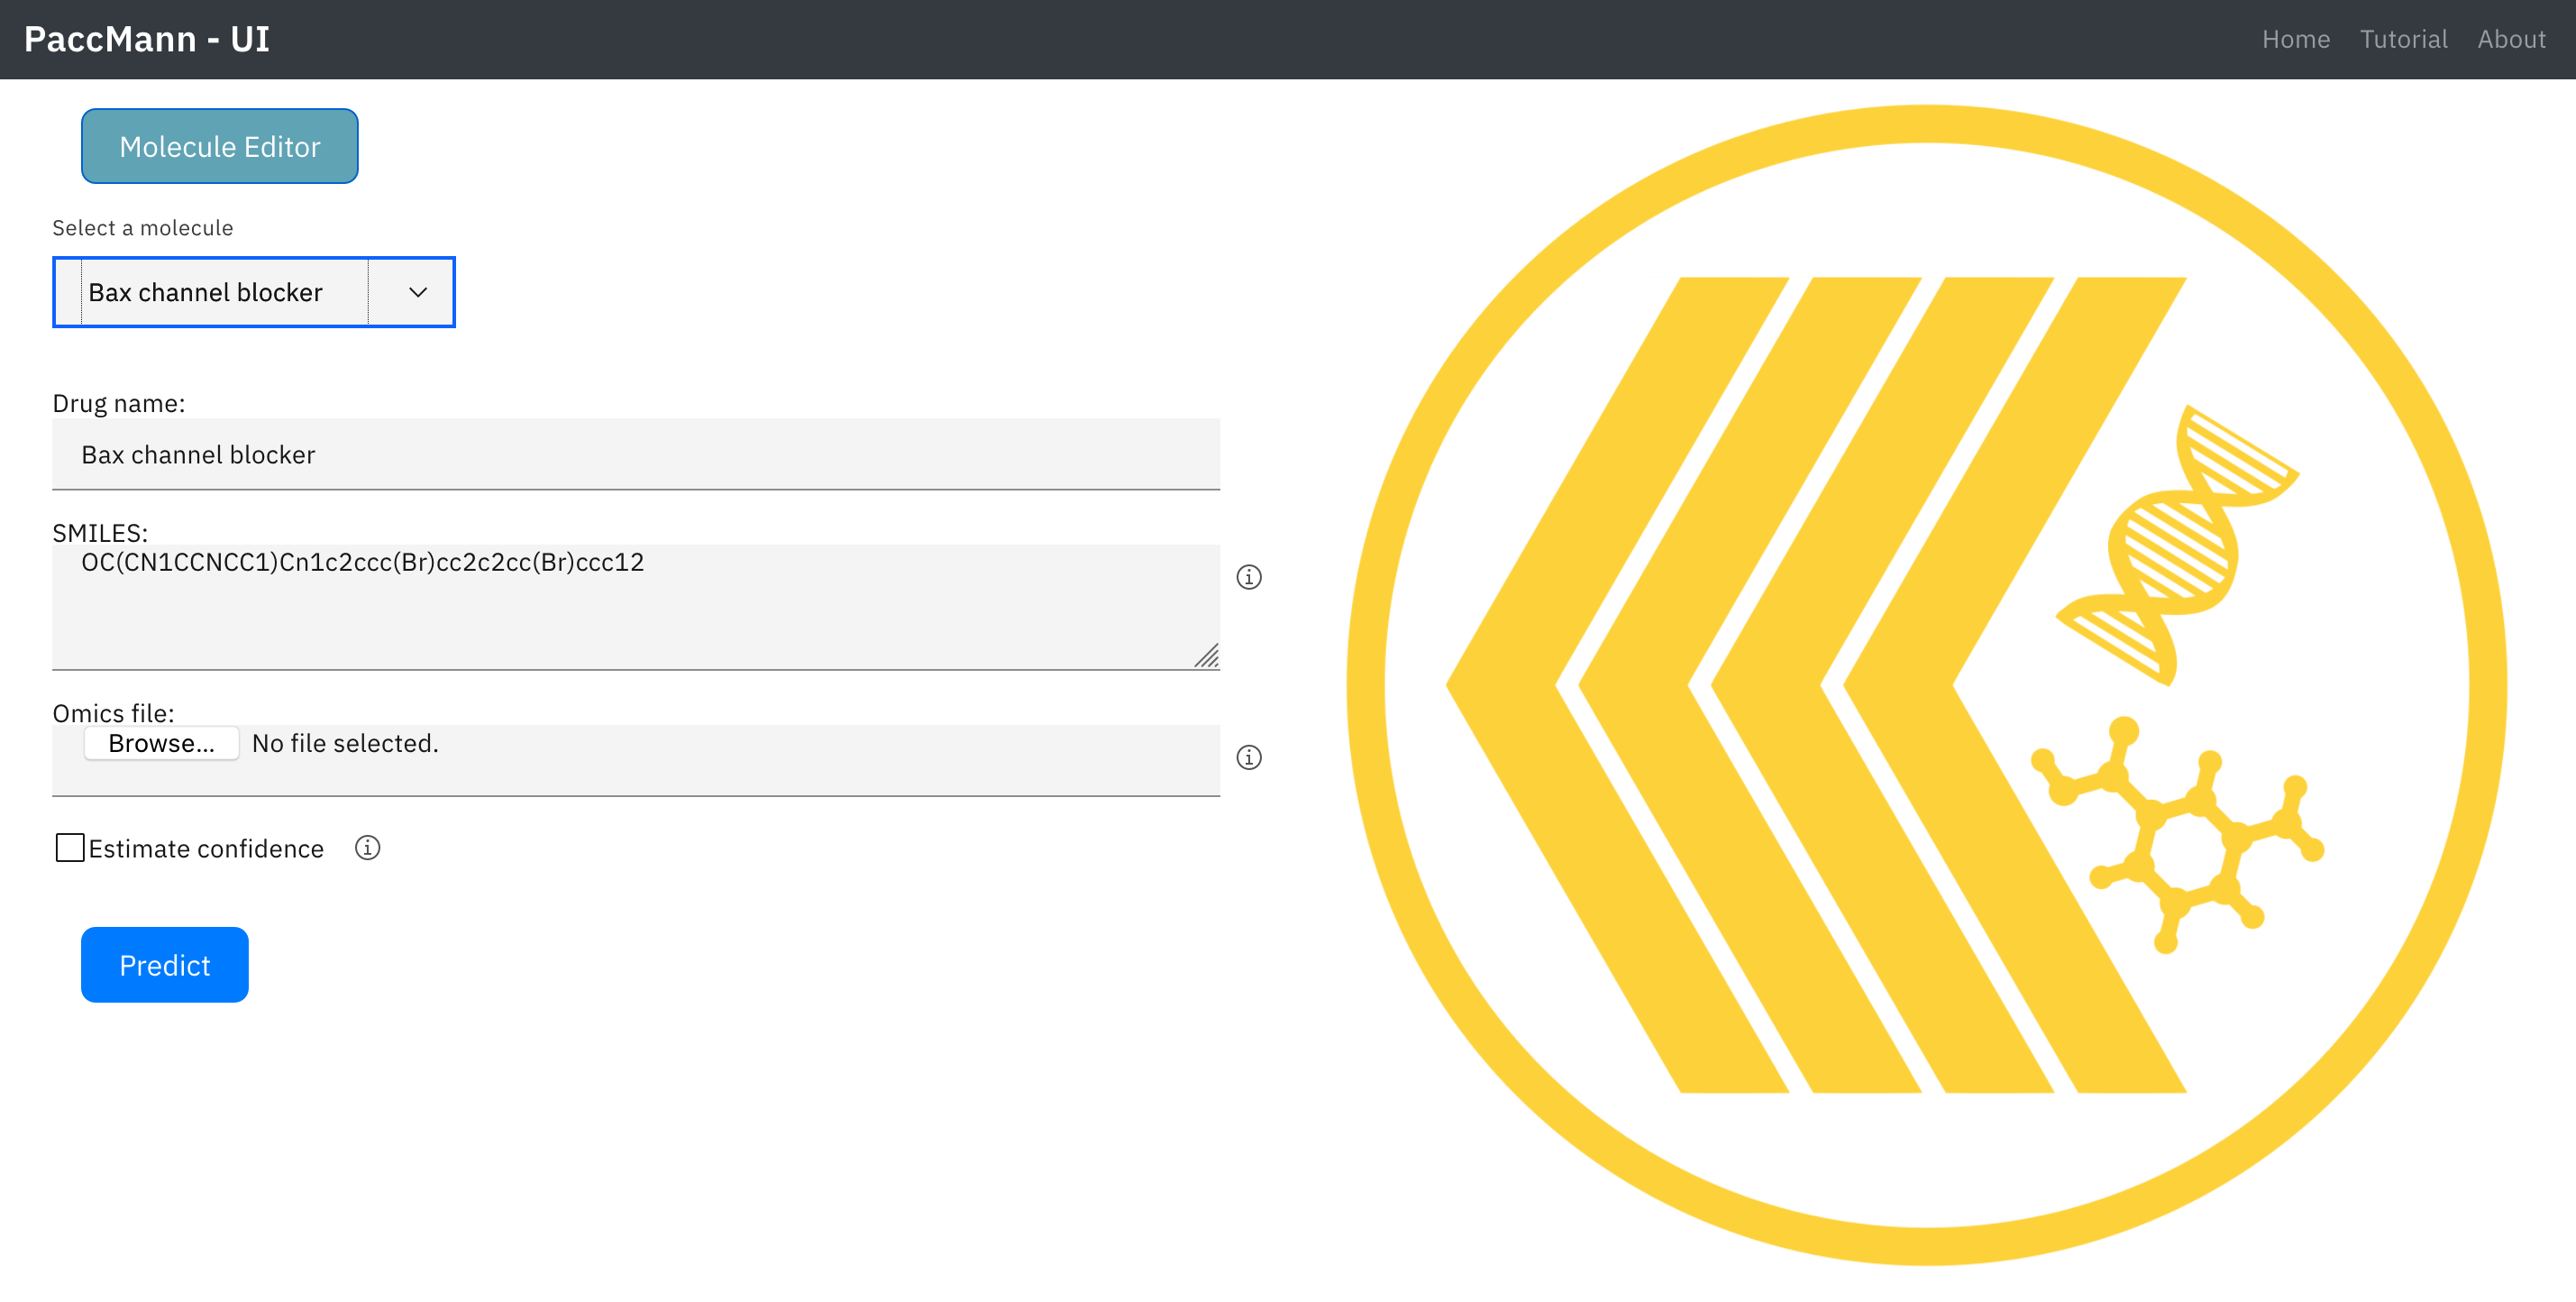 PaccMann - UI
Home Tutorial About
Molecule Editor
Select a molecule
Bax channel blocker
Drug name:
Bax channel blocker
SMILES:
OC(CN1CCNCC1)Cn1c2ccc(Br)cc2c2cc(Br)ccc12
Omics file:
Browse... No file selected.
Estimate confidence
Predict